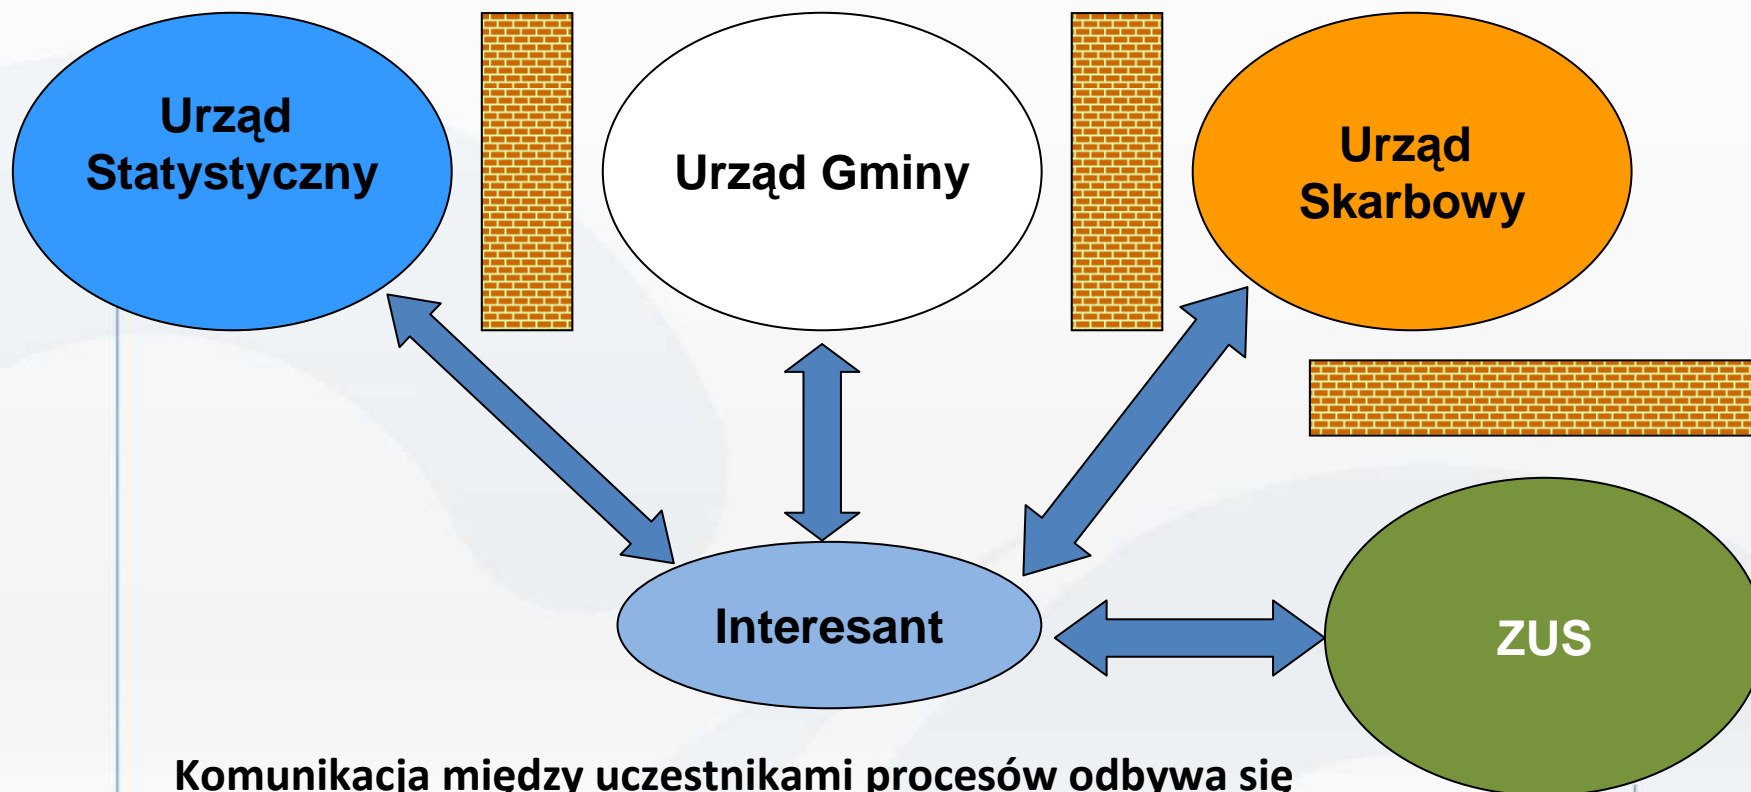 Urząd
Statystyczny
Urząd Gminy
Urząd
Skarbowy
Interesant
ZUS
Komunikacja między uczestnikami procesów odbywa się